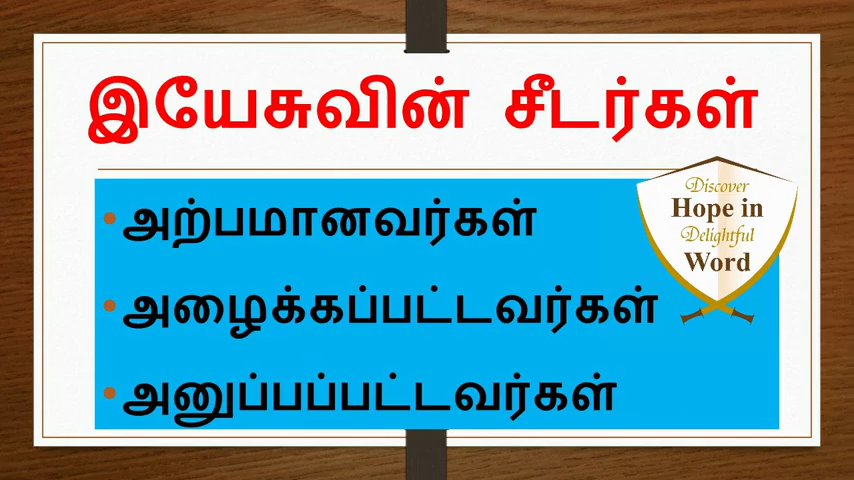 இயேசுவின் சீடர்கள்
Discover
Hope in
Delightful
Word
•அற்பமானவர்கள்
•அழைக்கப்பட்டவர்கள்
•அனுப்பப்பட்டவர்கள்